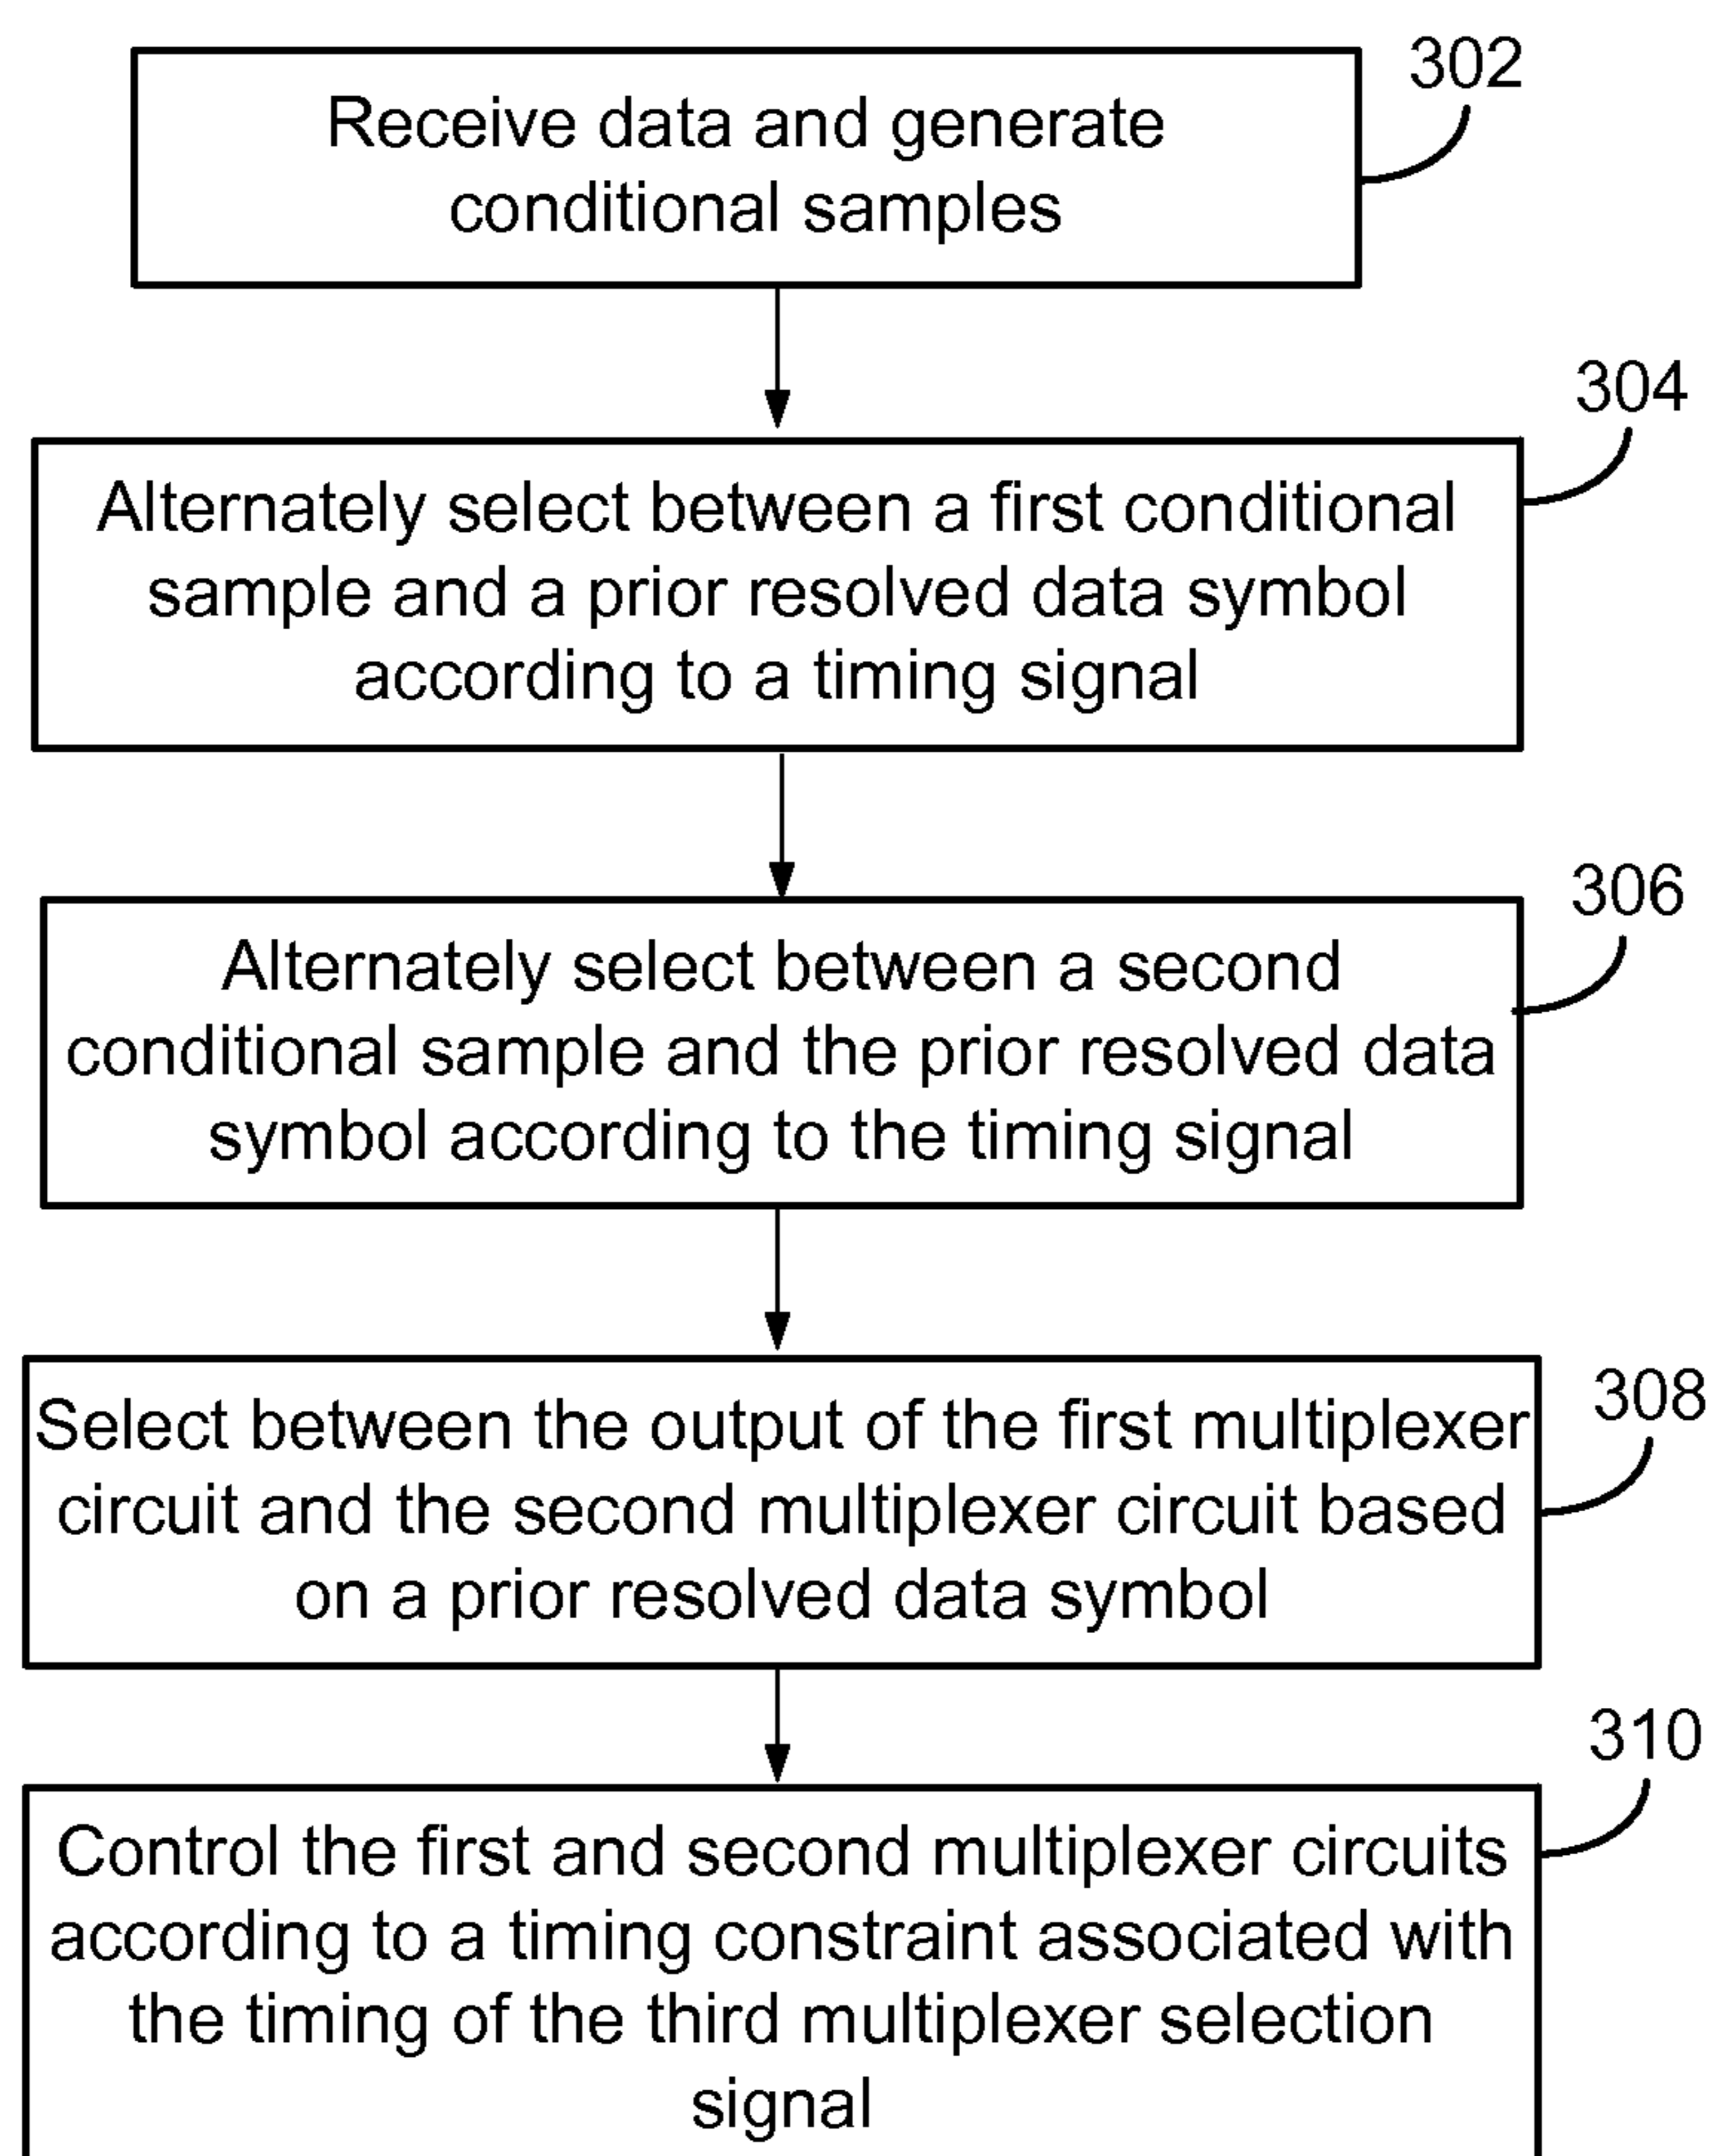 302
Receive data and generate
conditional samples
304
Alternately select between a first conditional
sample and a prior resolved data symbol
according to a timing signal
306
Alternately select between a second
conditional sample and the prior resolved data
symbol according to the timing signal
308
Select between the output of the first multiplexer
circuit and the second multiplexer circuit based
on a prior resolved data symbol
310
Control the first and second multiplexer circuits
according to a timing constraint associated with
the timing of the third multiplexer selection
signal